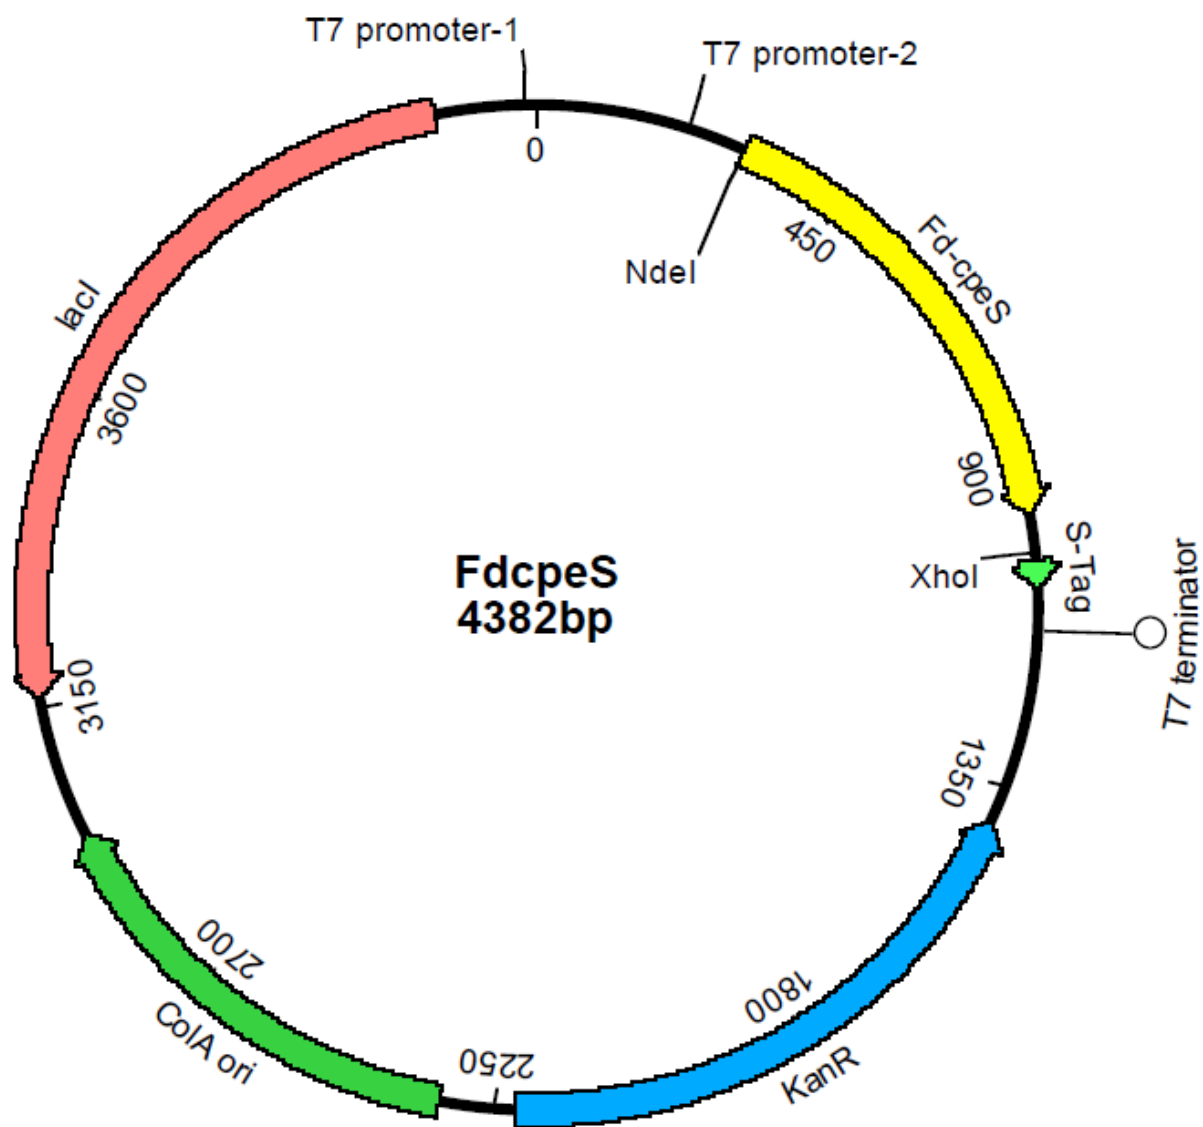 T7 promoter-1
T7 promoter-2
0
NdeI
450
Fd-cpeS
900
S-Tag
XhoI
T7 terminator
1350
1800
KanR
2250
2700
ColA ori
3150
3600
lacI
FdcpeS
4382bp